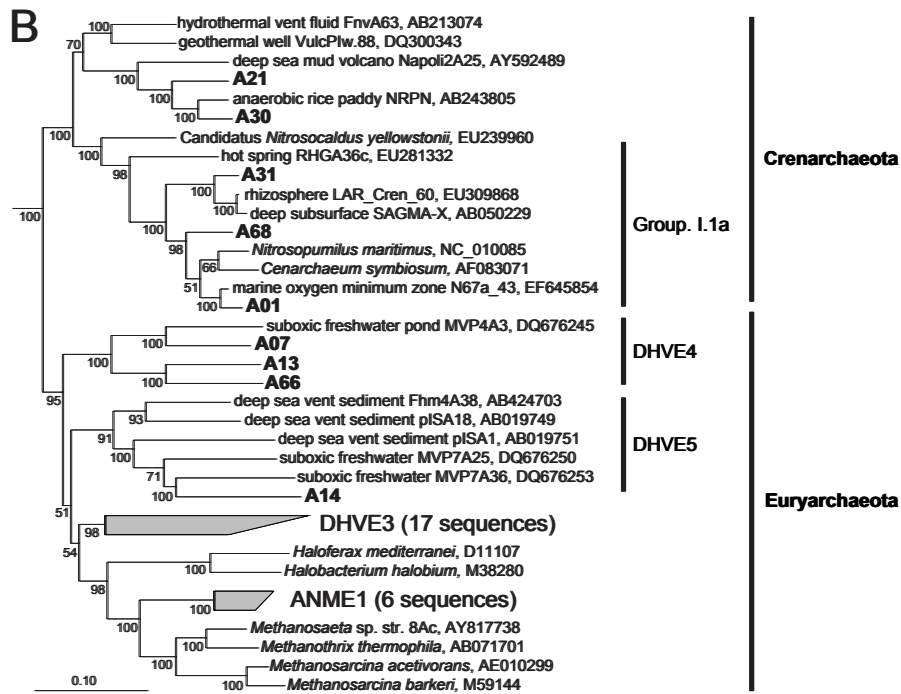 B
100
hydrothermal vent fluid FnvA63, AB213074
geothermal well VulcPIw.88, DQ300343
70
deep sea mud volcano Napoli2A25, AY592489
100
A21
100
anaerobic rice paddy NRPN, AB243805
100
A30
100
Candidatus Nitrosocaldus yellowstonii, EU239960
100
hot spring RHGA36c, EU281332
98
A31
100
rhizosphere LAR_Cren_60, EU309868
100
deep subsurface SAGMA-X, AB050229
100
100
A68
98
Nitrosopumilus maritimus, NC_010085
66
Cenarchaeum symbiosum, AF083071
51
marine oxygen minimum zone N67a_43, EF645854
100
A01
Group. I.1a
Crenarchaeota
suboxic freshwater pond MVP4A3, DQ676245
100
A07
100
A13
100
A66
DHVE4
95
deep sea vent sediment Fhm4A38, AB424703
93
deep sea vent sediment pISA18, AB019749
91
deep sea vent sediment pISA1, AB019751
100
suboxic freshwater MVP7A25, DQ676250
71
suboxic freshwater MVP7A36, DQ676253
100
A14
DHVE5
Euryarchaeota
51
98
DHVE3 (17 sequences)
54
Haloferax mediterranei, D11107
100
Halobacterium halobium, M38280
98
100
ANME1 (6 sequences)
100
Methanosaeta sp. str. 8Ac, AY817738
100
Methanothrix thermophila, AB071701
100
Methanosarcina acetivorans, AE010299
100
Methanosarcina barkeri, M59144
0.10